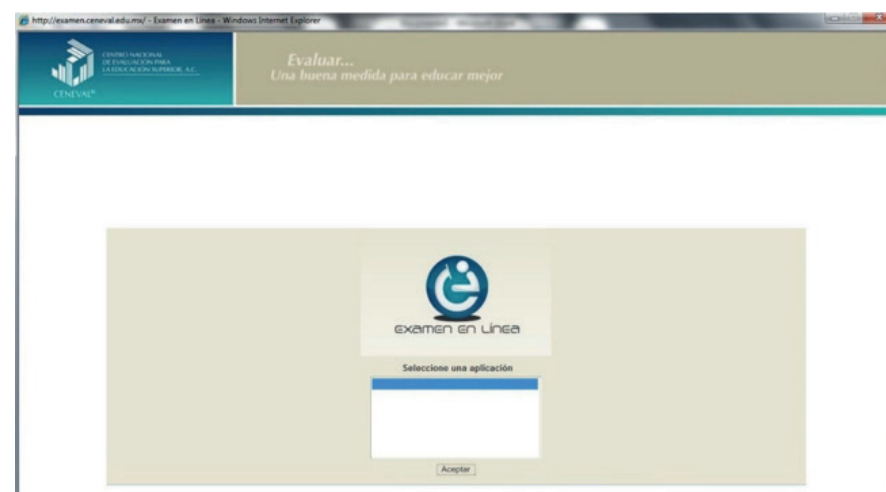 http://examen.ceneval.edu.mx/ - Examen en Línea - Windows Internet Explorer
CENTRO NACIONAL
DE EVALUACIÓN PARA
LA EDUCACIÓN SUPERIOR, A.C.
CENEVAL®
Evaluar...
Una buena medida para educar mejor
examen en Línea
Seleccione una aplicación
Aceptar